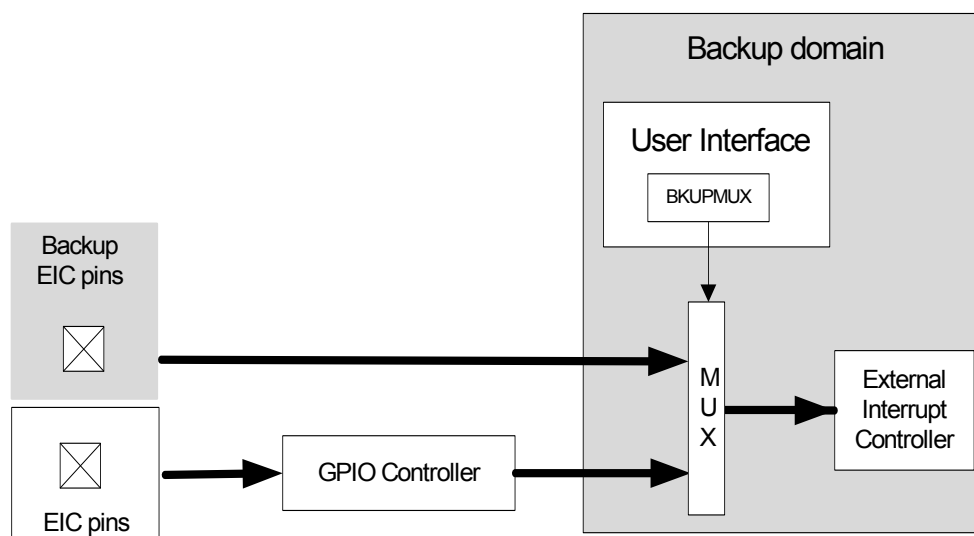 Backup domain
User Interface
BKUPMUX
Backup
EIC pins
M
U
X
External
Interrupt
Controller
GPIO Controller
EIC pins